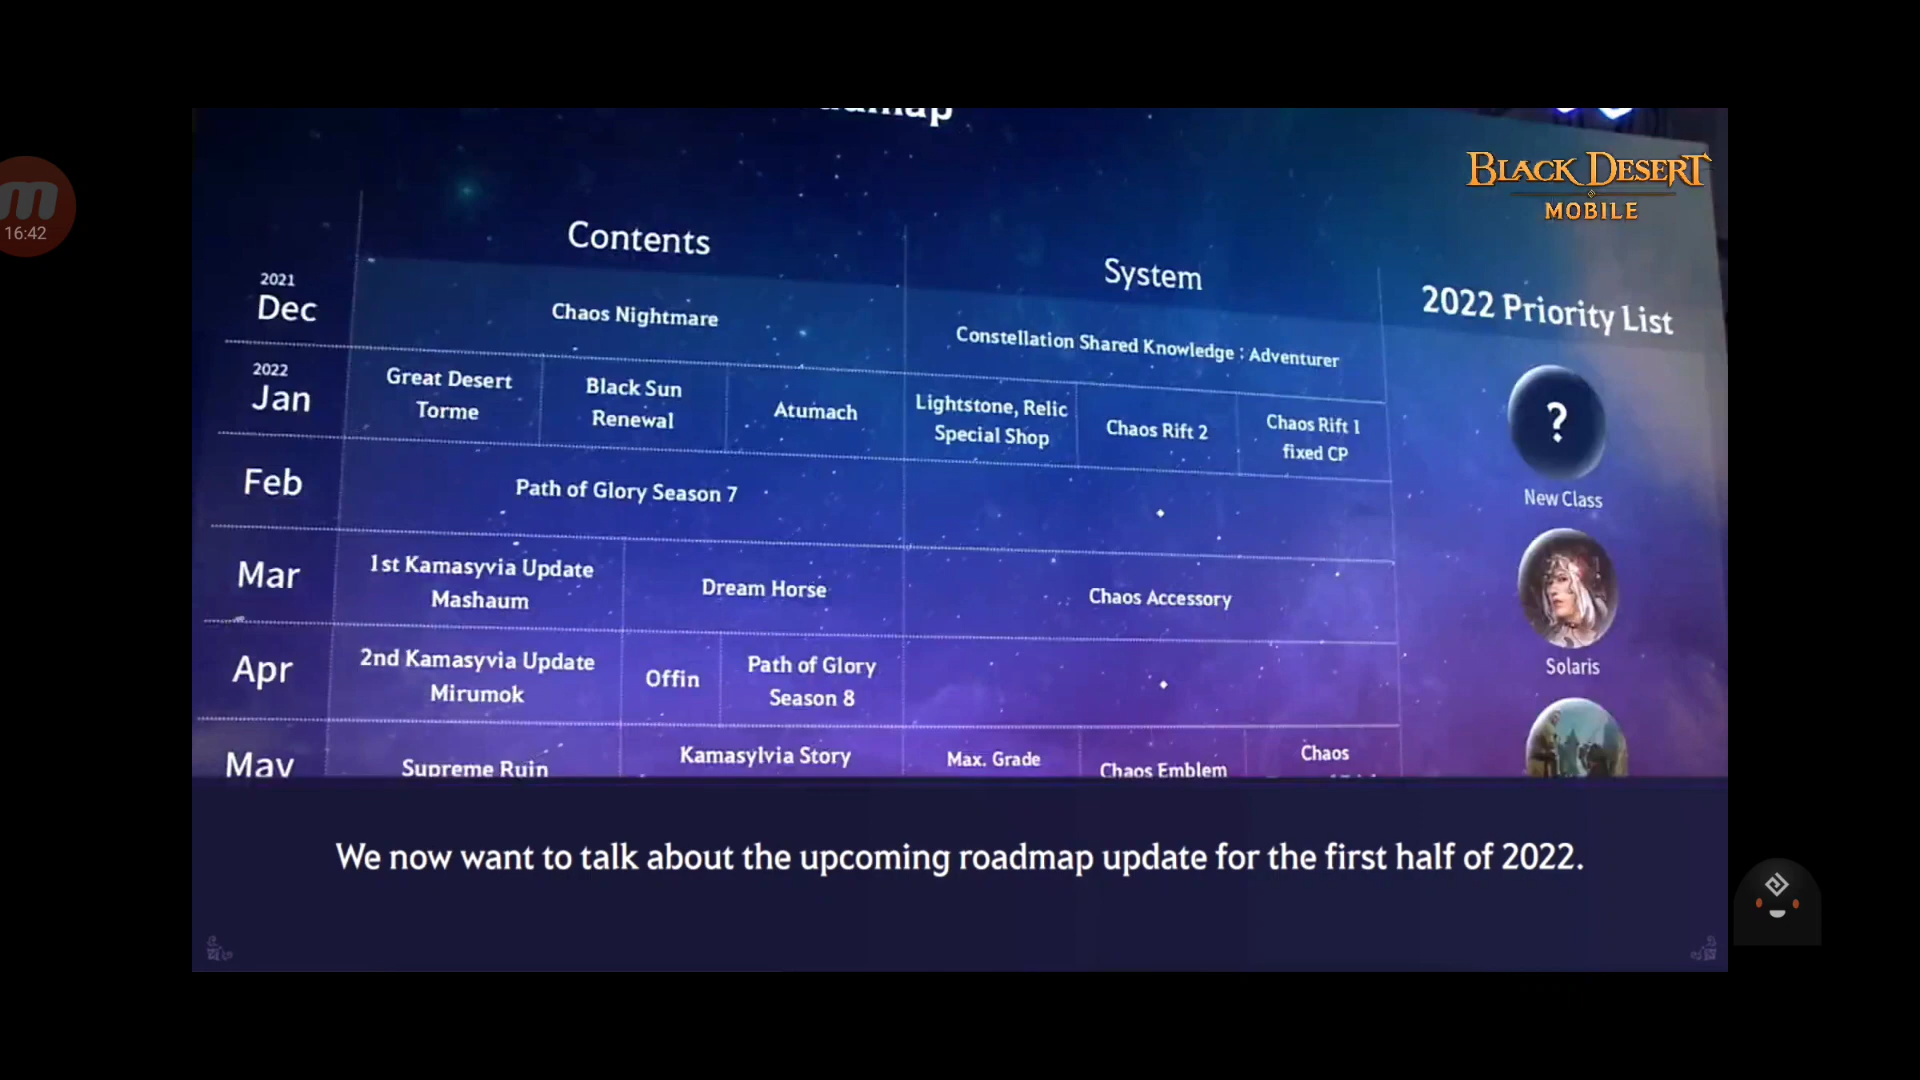 BLACK DESERT
MOBILE
16:42
Contents
System
2022 Priority List
2021
Dec
Chaos Nightmare
Constellation Shared Knowledge : Adventurer
2022
Jan
Great Desert
Torme
Black Sun
Renewal
Atumach
Lightstone, Relic
Special Shop
Chaos Rift 2
Chaos Rift 1
fixed CP
?
New Class
Feb
Path of Glory Season 7
Mar
1st Kamasyvia Update
Mashaum
Dream Horse
Chaos Accessory
Solaris
Apr
2nd Kamasyvia Update
Mirumok
Offin
Path of Glory
Season 8
May
Supreme Ruin
Kamasylvia Story
Max. Grade
Chaos Emblem
Chaos
We now want to talk about the upcoming roadmap update for the first half of 2022.